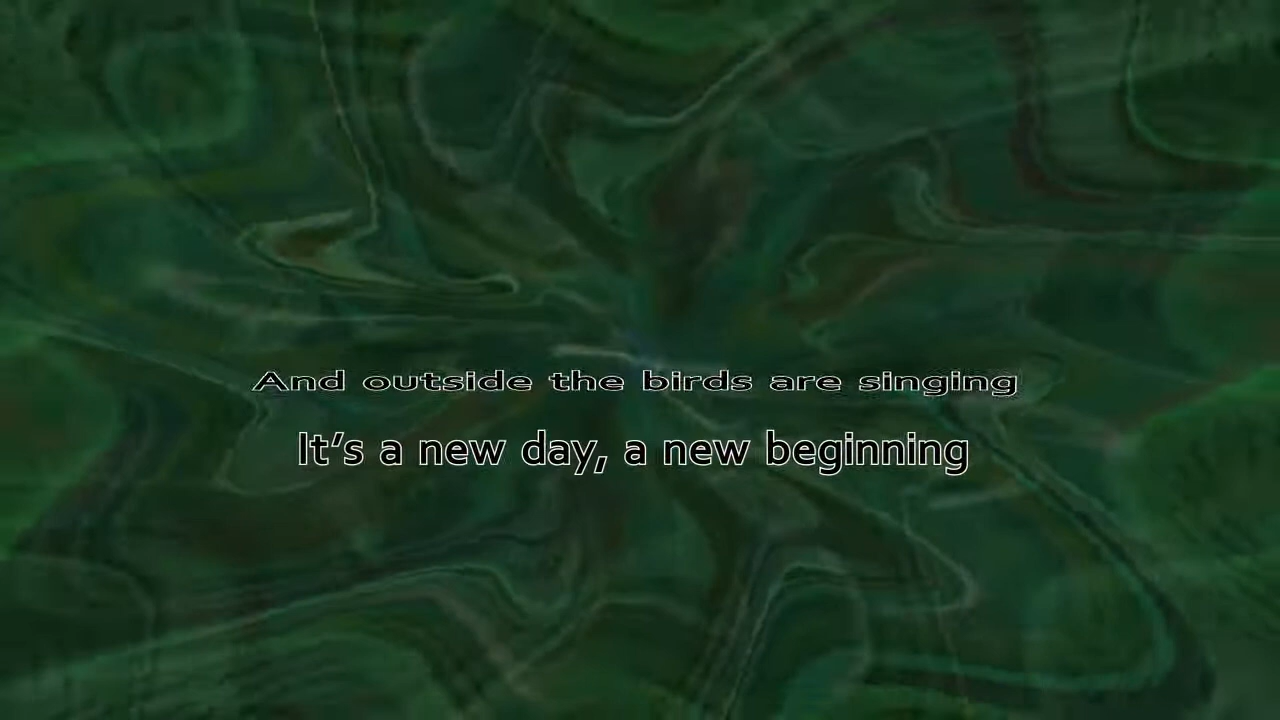 And outside the birds are singing
It’s a new day, a new beginning